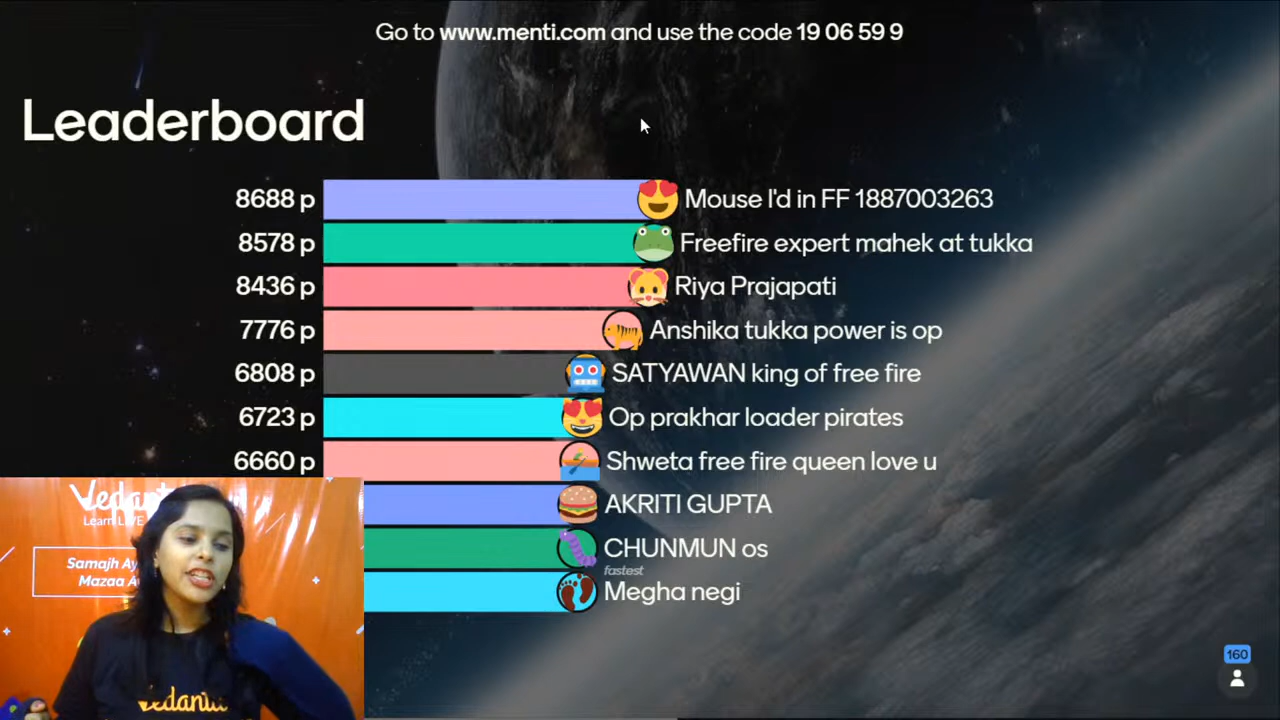 Go to www.menti.com and use the code 19 06 59 9
Leaderboard
8688 p Mouse I'd in FF 1887003263
8578 p Freefire expert mahek at tukka
8436 p Riya Prajapati
7776 p Anshika tukka power is op
6808 p SATYAWAN king of free fire
6723 p Op prakhar loader pirates
6660 p Shweta free fire queen love u
AKRITI GUPTA
CHUNMUN os
fastest
Megha negi
Learn LIVE
Samajh
Mazaa
160